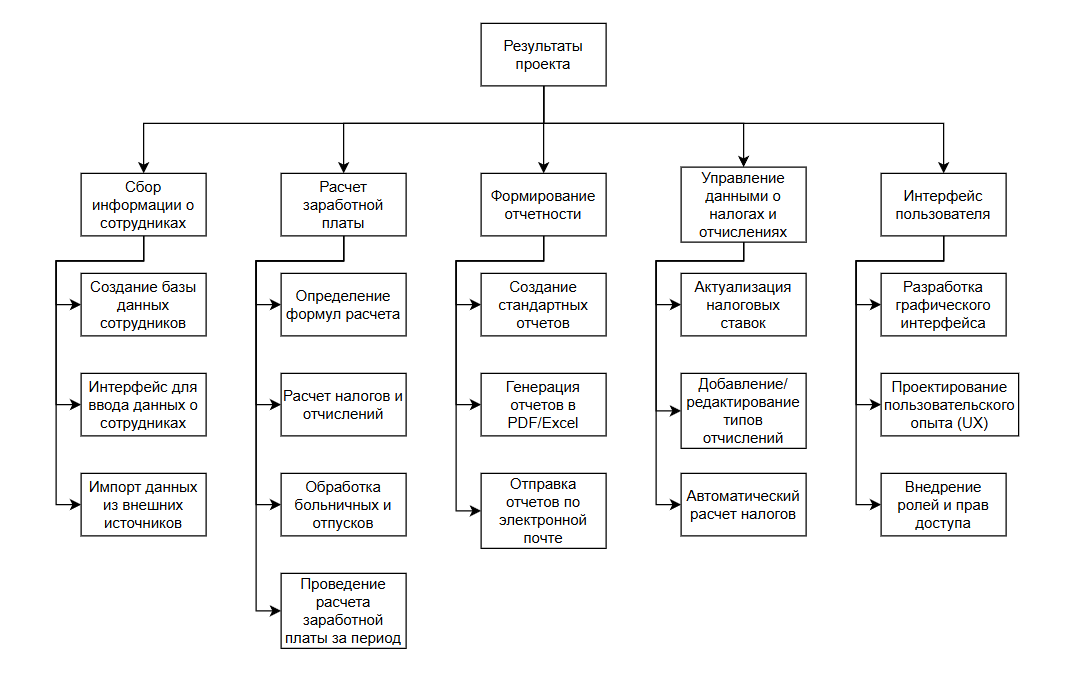 Результаты
проекта
Сбор
информации о
сотрудниках
Расчет
заработной
платы
Формирование
отчетности
Управление
данными о
налогах и
отчислениях
Интерфейс
пользователя
Создание базы
данных
сотрудников
Определение
формул расчета
Создание
стандартных
отчетов
Актуализация
налоговых
ставок
Разработка
графического
интерфейса
Интерфейс для
ввода данных о
сотрудниках
Расчет налогов и
отчислений
Генерация
отчетов в
PDF/Excel
Добавление/
редактирование
типов
отчислений
Проектирование
пользовательского
опыта (UX)
Импорт данных
из внешних
источников
Обработка
больничных и
отпусков
Отправка
отчетов по
электронной
почте
Автоматический
расчет налогов
Внедрение
ролей и прав
доступа
Проведение
расчета
заработной
платы за период